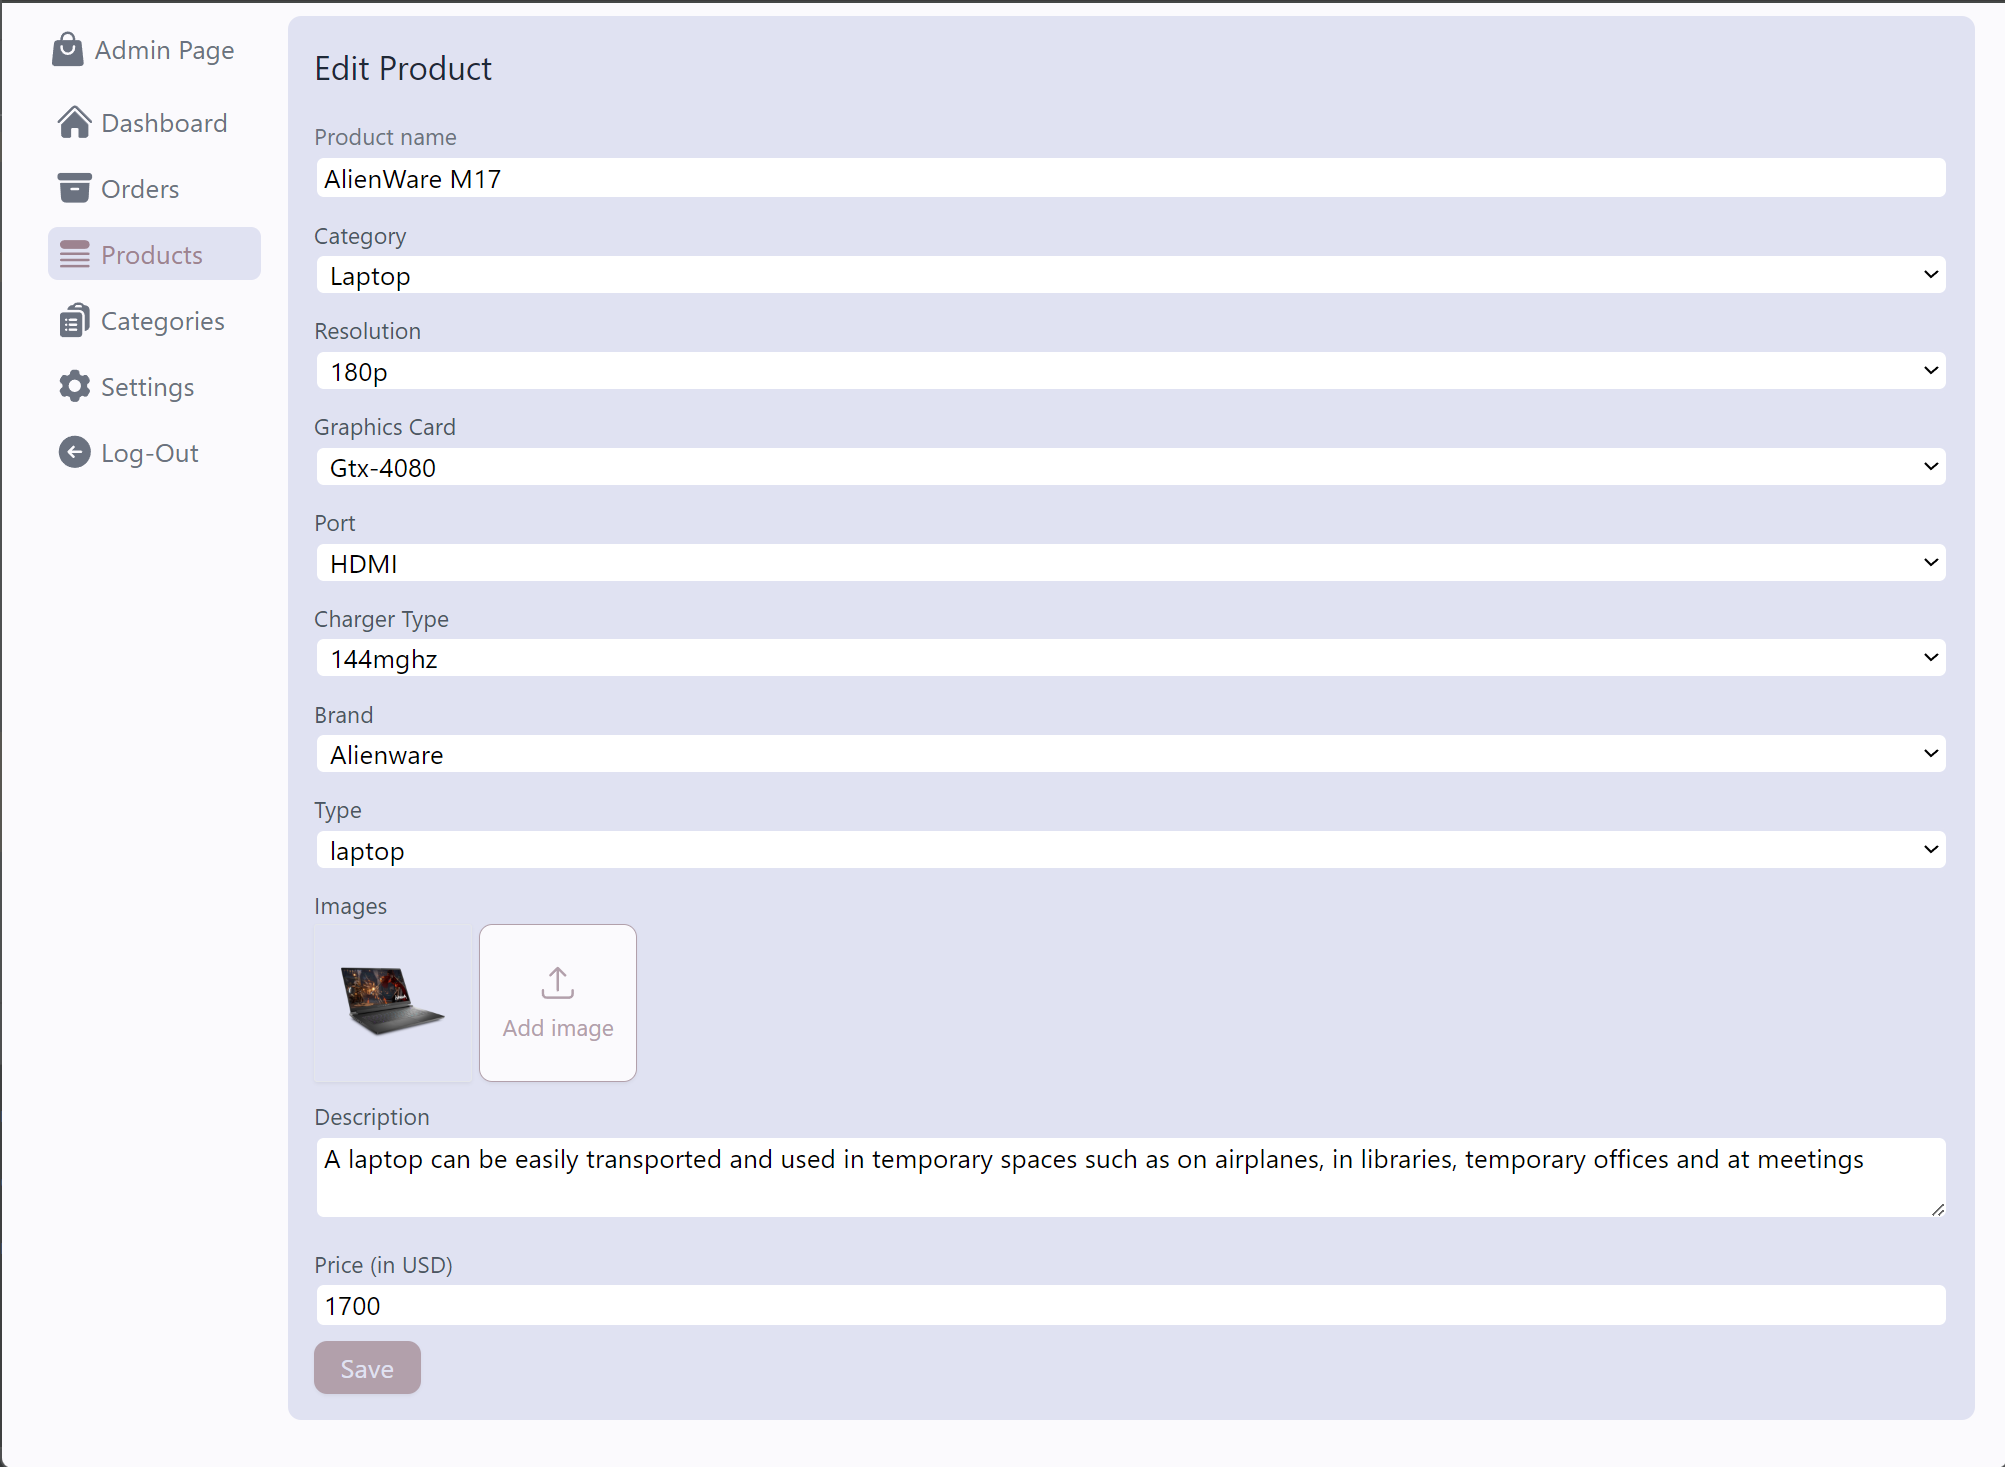 Admin Page
Dashboard
Orders
Products
Categories
Settings
Log-Out
Edit Product
Product name
AlienWare M17
Category
Laptop
Resolution
180p
Graphics Card
Gtx-4080
Port
HDMI
Charger Type
144mghz
Brand
Alienware
Type
laptop
Images
Add image
Description
A laptop can be easily transported and used in temporary spaces such as on airplanes, in libraries, temporary offices and at meetings
Price (in USD)
1700
Save